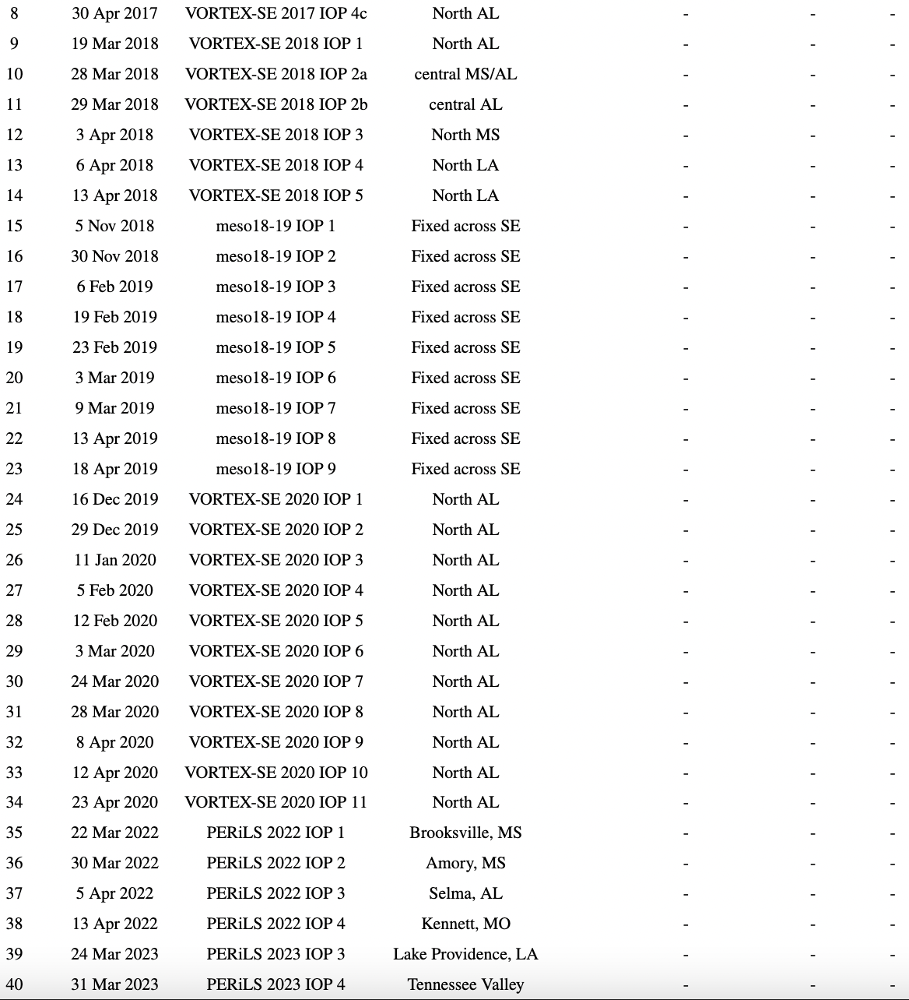 8 30 Apr 2017 VORTEX-SE 2017 IOP 4c North AL - - -
9 19 Mar 2018 VORTEX-SE 2018 IOP 1 North AL - - -
10 28 Mar 2018 VORTEX-SE 2018 IOP 2a central MS/AL - - -
11 29 Mar 2018 VORTEX-SE 2018 IOP 2b central AL - - -
12 3 Apr 2018 VORTEX-SE 2018 IOP 3 North MS - - -
13 6 Apr 2018 VORTEX-SE 2018 IOP 4 North LA - - -
14 13 Apr 2018 VORTEX-SE 2018 IOP 5 North LA - - -
15 5 Nov 2018 meso18-19 IOP 1 Fixed across SE - - -
16 30 Nov 2018 meso18-19 IOP 2 Fixed across SE - - -
17 6 Feb 2019 meso18-19 IOP 3 Fixed across SE - - -
18 19 Feb 2019 meso18-19 IOP 4 Fixed across SE - - -
19 23 Feb 2019 meso18-19 IOP 5 Fixed across SE - - -
20 3 Mar 2019 meso18-19 IOP 6 Fixed across SE - - -
21 9 Mar 2019 meso18-19 IOP 7 Fixed across SE - - -
22 13 Apr 2019 meso18-19 IOP 8 Fixed across SE - - -
23 18 Apr 2019 meso18-19 IOP 9 Fixed across SE - - -
24 16 Dec 2019 VORTEX-SE 2020 IOP 1 North AL - - -
25 29 Dec 2019 VORTEX-SE 2020 IOP 2 North AL - - -
26 11 Jan 2020 VORTEX-SE 2020 IOP 3 North AL - - -
27 5 Feb 2020 VORTEX-SE 2020 IOP 4 North AL - - -
28 12 Feb 2020 VORTEX-SE 2020 IOP 5 North AL - - -
29 3 Mar 2020 VORTEX-SE 2020 IOP 6 North AL - - -
30 24 Mar 2020 VORTEX-SE 2020 IOP 7 North AL - - -
31 28 Mar 2020 VORTEX-SE 2020 IOP 8 North AL - - -
32 8 Apr 2020 VORTEX-SE 2020 IOP 9 North AL - - -
33 12 Apr 2020 VORTEX-SE 2020 IOP 10 North AL - - -
34 23 Apr 2020 VORTEX-SE 2020 IOP 11 North AL - - -
35 22 Mar 2022 PERiLS 2022 IOP 1 Brooksville, MS - - -
36 30 Mar 2022 PERiLS 2022 IOP 2 Amory, MS - - -
37 5 Apr 2022 PERiLS 2022 IOP 3 Selma, AL - - -
38 13 Apr 2022 PERiLS 2022 IOP 4 Kennett, MO - - -
39 24 Mar 2023 PERiLS 2023 IOP 3 Lake Providence, LA - - -
40 31 Mar 2023 PERiLS 2023 IOP 4 Tennessee Valley - - -